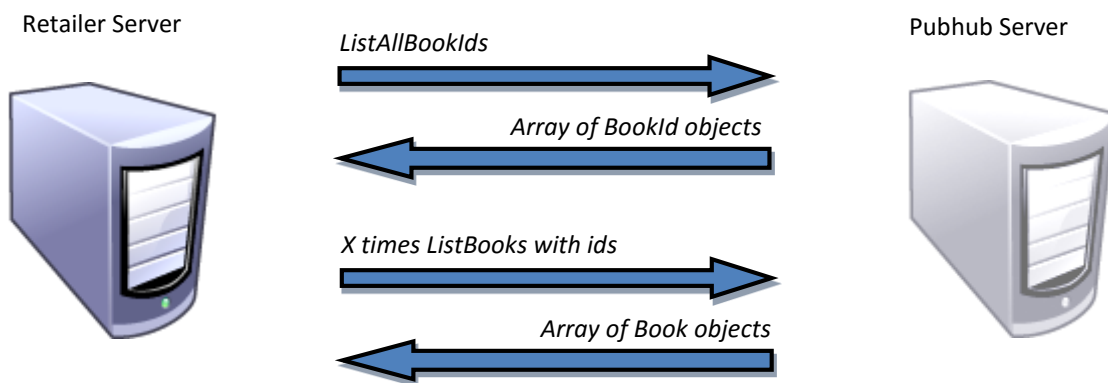 Retailer Server
Pubhub Server
ListAllBookIds
Array of BookId objects
X times ListBooks with ids
Array of Book objects